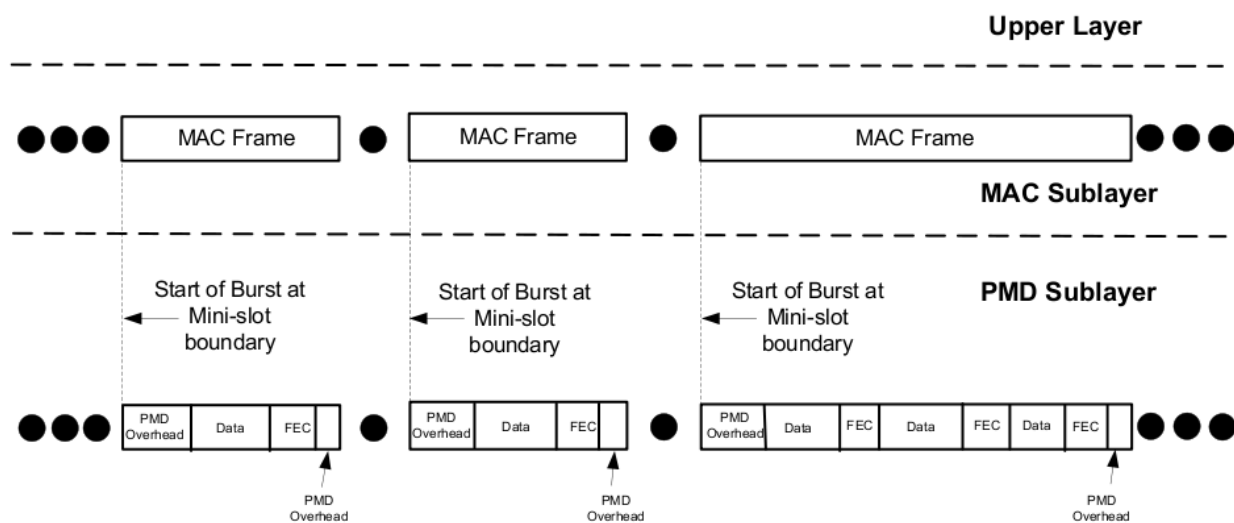 Upper Layer
MAC Frame
MAC Frame
MAC Frame
MAC Sublayer
Start of Burst at
Mini-slot
boundary
Start of Burst at
Mini-slot
boundary
Start of Burst at
Mini-slot
boundary
PMD Sublayer
PMD
Overhead
Data
FEC
PMD
Overhead
Data
FEC
PMD
Overhead
Data
FEC
Data
FEC
Data
FEC
PMD
Overhead
PMD
Overhead
PMD
Overhead